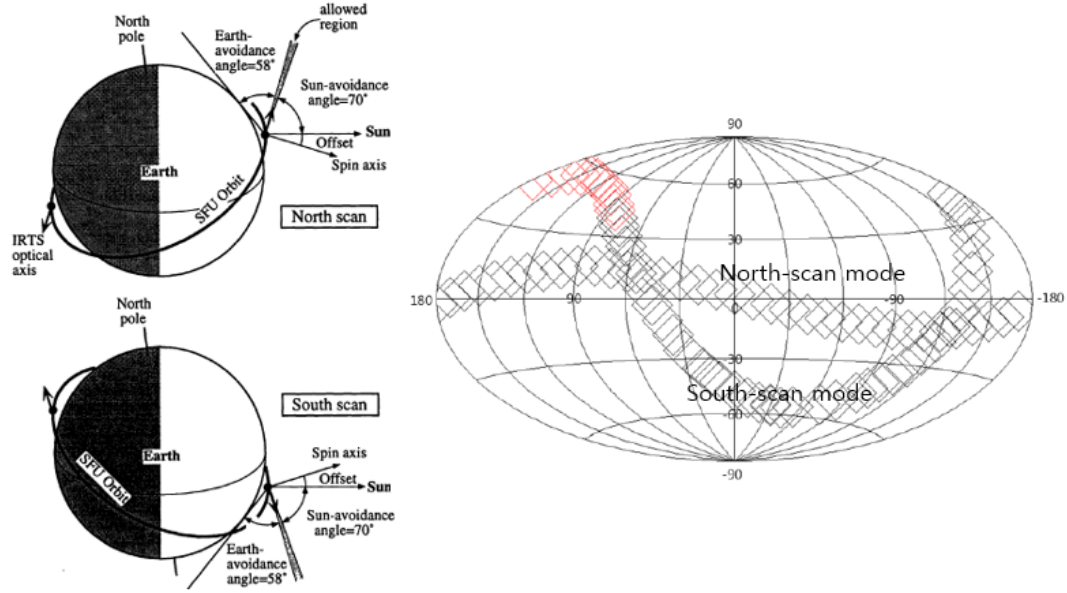 North
pole
Earth-
avoidance
angle=58°
allowed
region
Sun-avoidance
angle=70°
Sun
Offset
Spin axis
Earth
SFU Orbit
North scan
IRTS
optical
axis
North
pole
South scan
Earth
SFU Orbit
Spin axis
Offset
Sun
Sun-avoidance
angle=70°
Earth-
avoidance
angle=58°
90
60
30
North-scan mode
180
90
0
-90
-180
30
South-scan mode
-60
-90